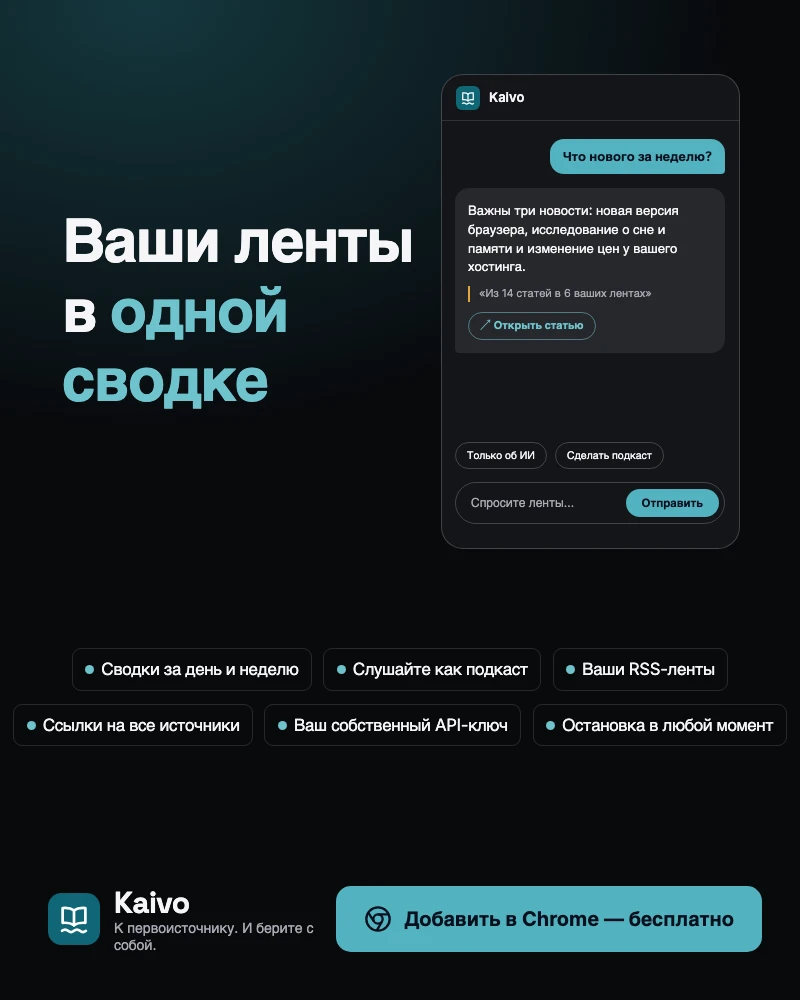 Ваши ленты
в одной
сводке
Kaivo
Что нового за неделю?
Важны три новости: новая версия
браузера, исследование о сне и
памяти и изменение цен у вашего
хостинга.
«Из 14 статей в 6 ваших лентах»
↗ Открыть статью
Только об ИИ
Сделать подкаст
Спросите ленты...
Отправить
Сводки за день и неделю
Слушайте как подкаст
Ваши RSS-ленты
Ссылки на все источники
Ваш собственный API-ключ
Остановка в любой момент
Kaivo
К первоисточнику. И берите с
собой.
Добавить в Chrome — бесплатно